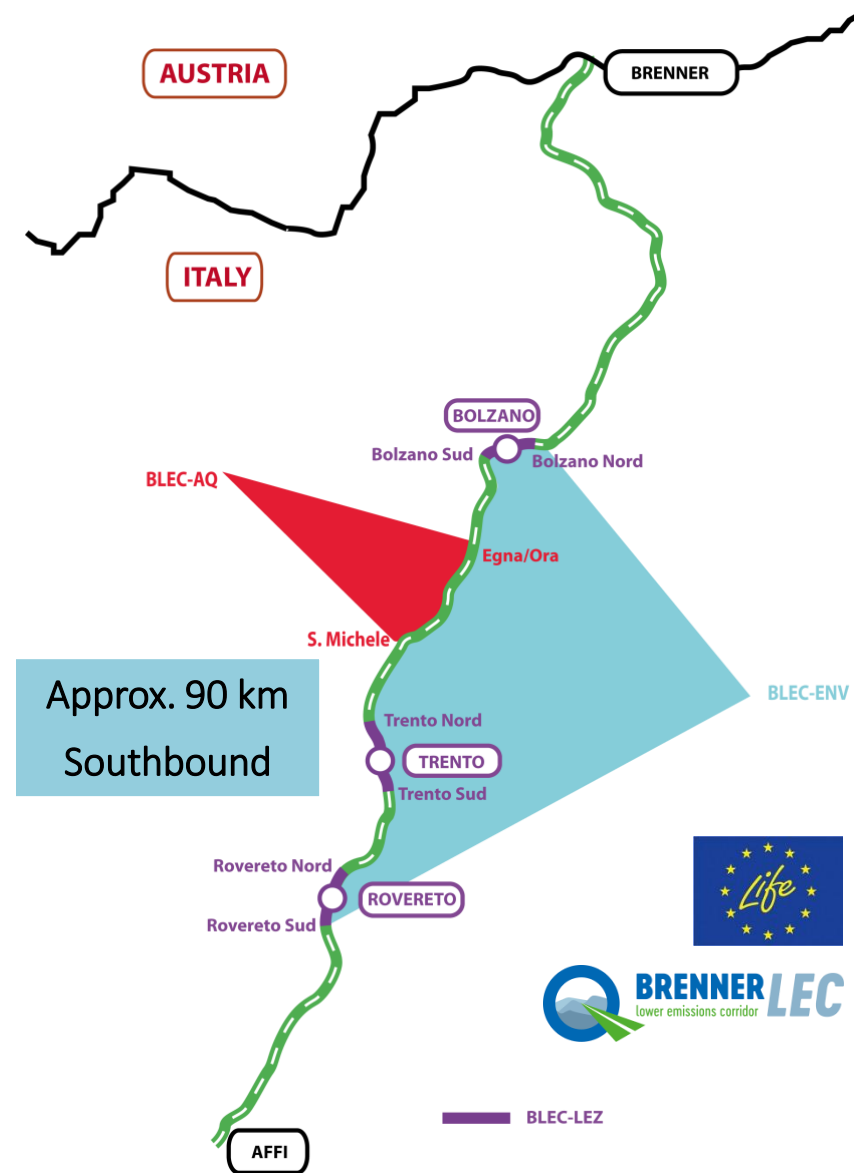 AUSTRIA
BRENNER
ITALY
BOLZANO
Bolzano Sud
Bolzano Nord
BLEC-AQ
Egna/Ora
S. Michele
Approx. 90 km
Southbound
BLEC-ENV
Trento Nord
TRENTO
Trento Sud
Rovereto Nord
ROVERETO
Rovereto Sud
Life
BRENNER LEC
lower emissions corridor
BLEC-LEZ
AFFI